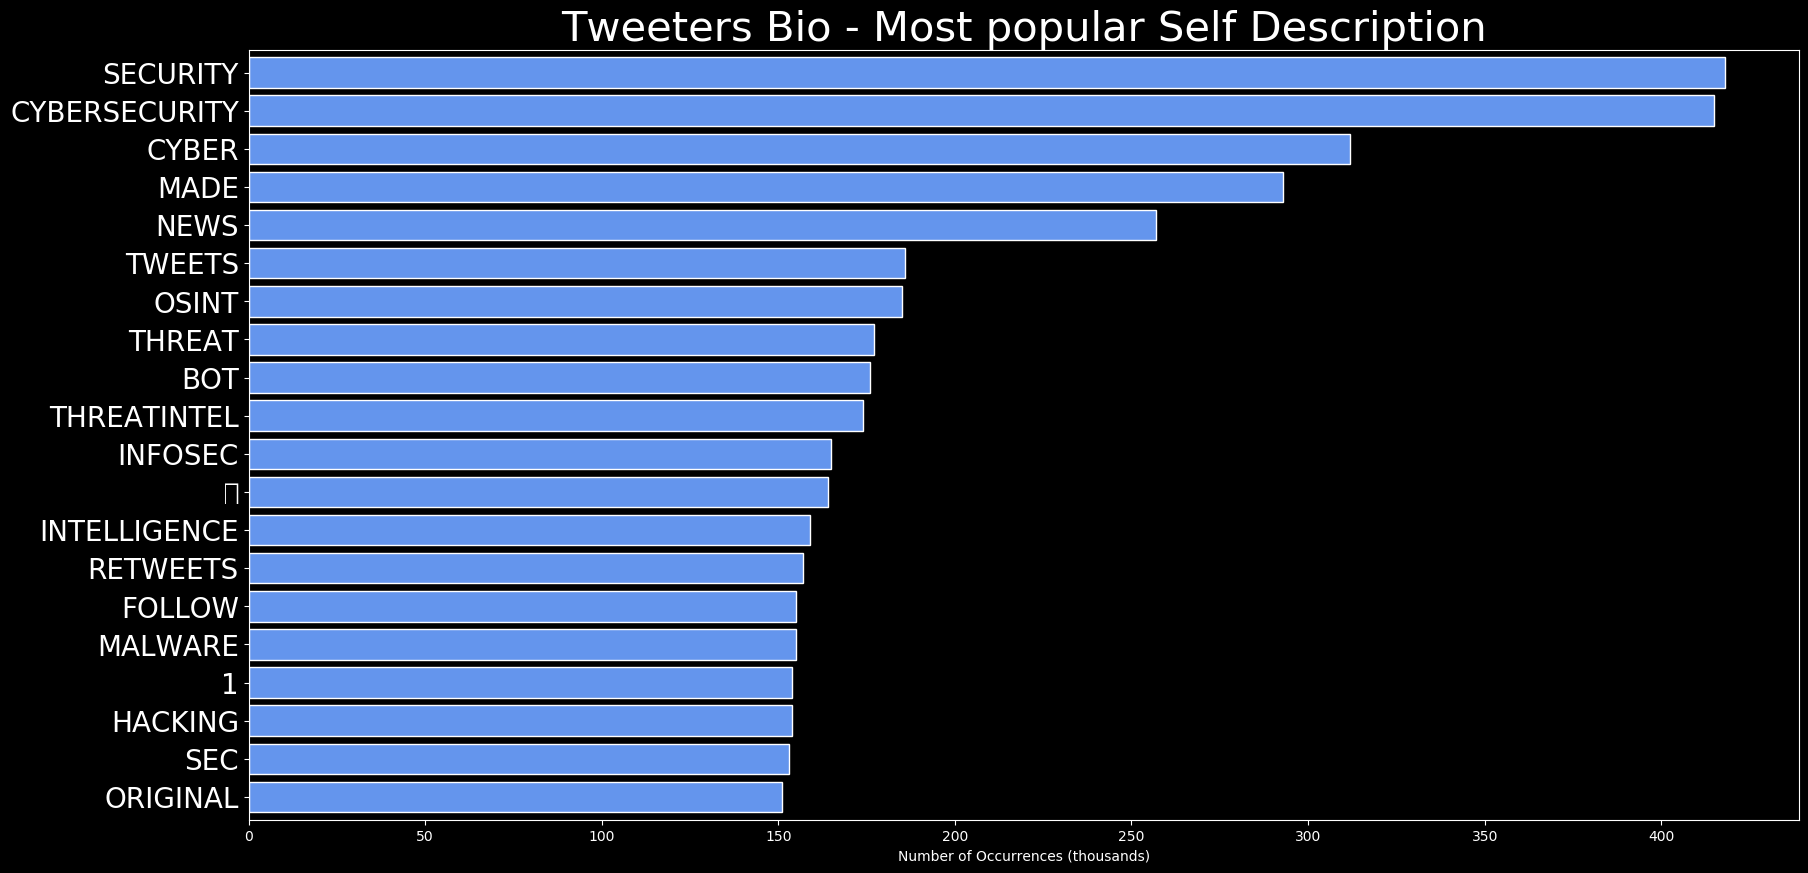 Tweeters Bio - Most popular Self Description
SECURITY
CYBERSECURITY
CYBER
MADE
NEWS
TWEETS
OSINT
THREAT
BOT
THREATINTEL
INFOSEC
INTELLIGENCE
RETWEETS
FOLLOW
MALWARE
1
HACKING
SEC
ORIGINAL
0 50 100 150 200 250 300 350 400
Number of Occurrences (thousands)